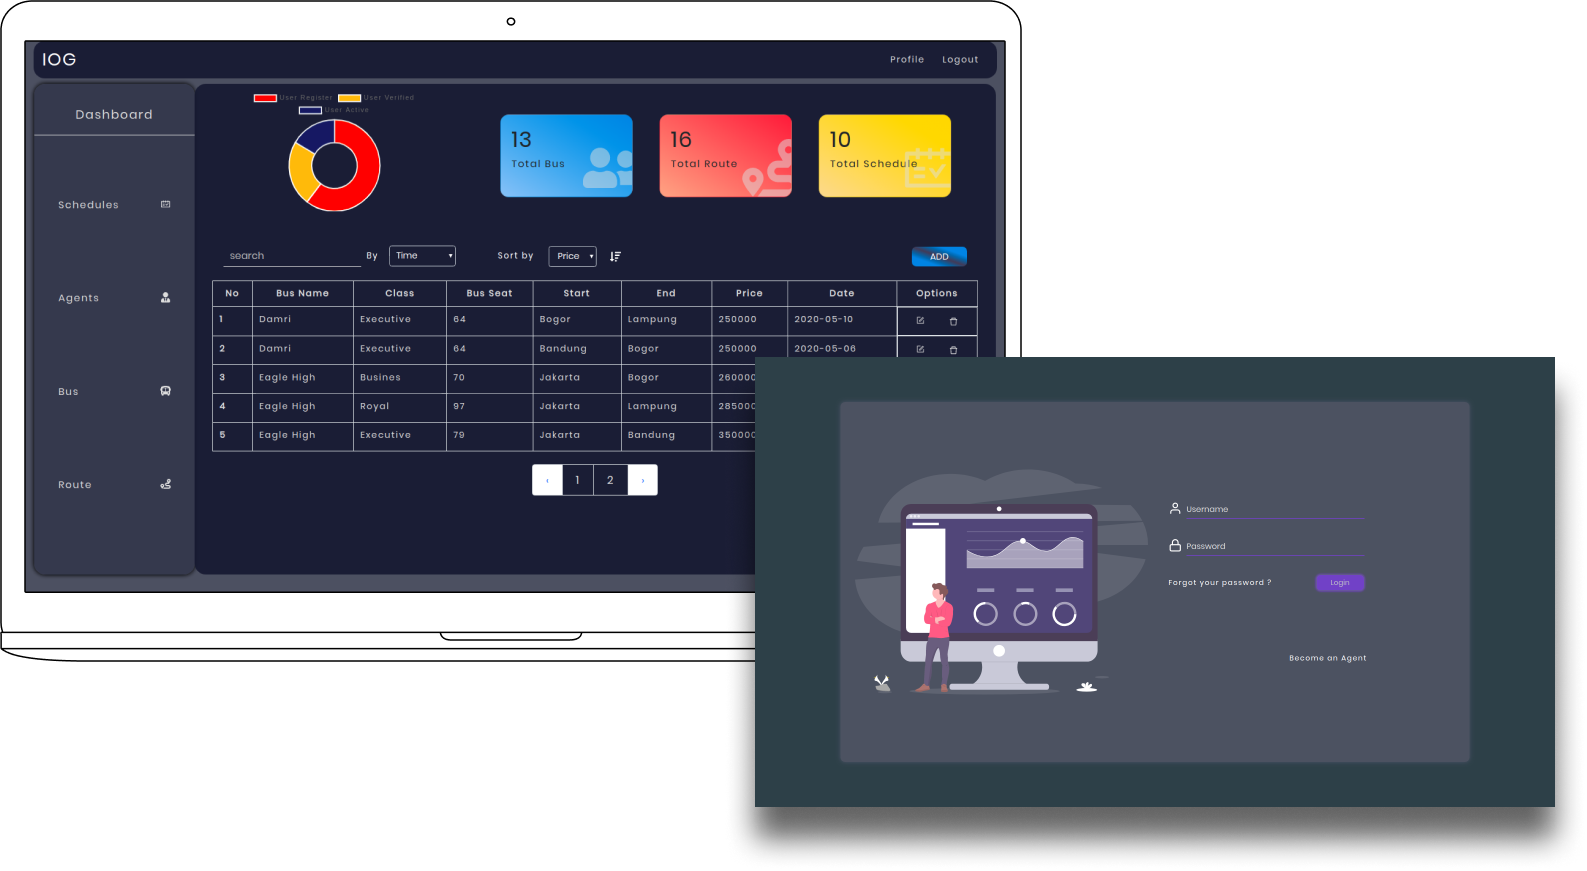 IOG
Profile Logout
Dashboard
Schedules
Agents
Bus
Route
User Register User Verified
User Active
13
Total Bus
16
Total Route
10
Total Schedule
search By Time Sort by Price ADD
No Bus Name Class Bus Seat Start End Price Date Options
1 Damri Executive 64 Bogor Lampung 250000 2020-05-10
2 Damri Executive 64 Bandung Bogor 250000 2020-05-06
3 Eagle High Busines 70 Jakarta Bogor 260000
4 Eagle High Royal 97 Jakarta Lampung 285000
5 Eagle High Executive 79 Jakarta Bandung 350000
‹ 1 2 ›
Username
Password
Forgot your password ? Login
Become an Agent